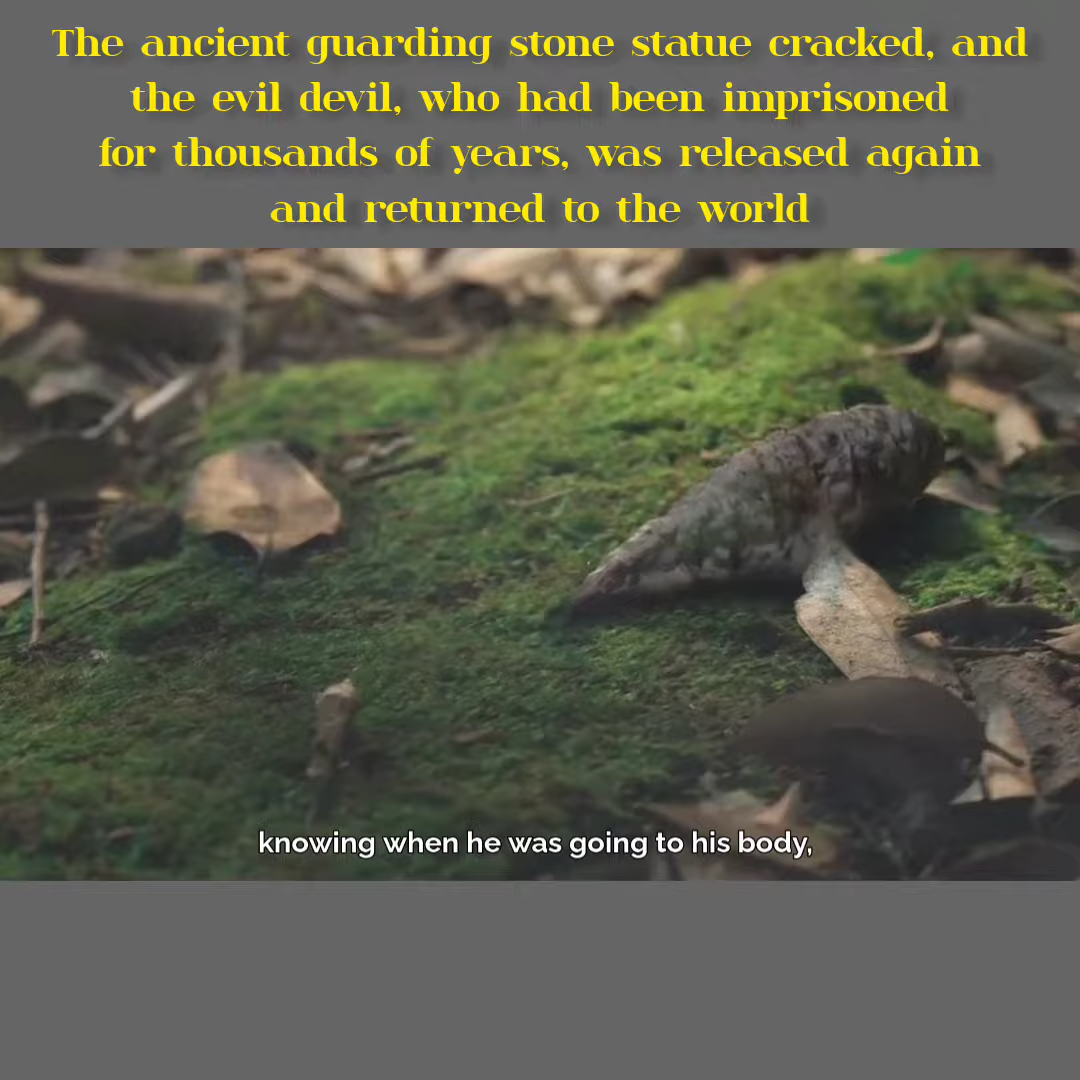 The ancient guarding stone statue cracked, and
the evil devil, who had been imprisoned
for thousands of years, was released again
and returned to the world
knowing when he was going to his body,